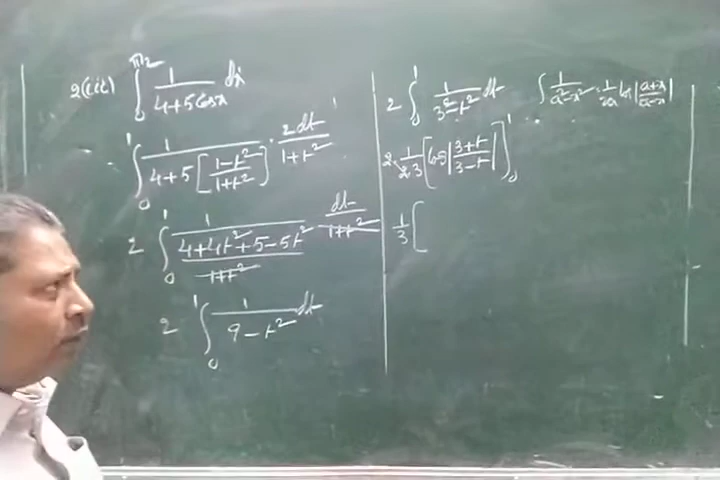 2(iii) ∫₀^π/2 1/(4+5Cosx) dx
∫₀¹ 1/(4+5[(1-t²)/(1+t²)]) · 2dt/(1+t²)
2 ∫₀¹ 1/((4+4t²+5-5t²)/(1+t²)) dt/(1+t²)
2 ∫₀¹ 1/(9-t²) dt
2 ∫₀¹ 1/(3²-t²) dt
∫ 1/(a²-x²) = 1/2a log|(a+x)/(a-x)|
2·1/2·3 [log|(3+t)/(3-t)|]₀¹
1/3 [